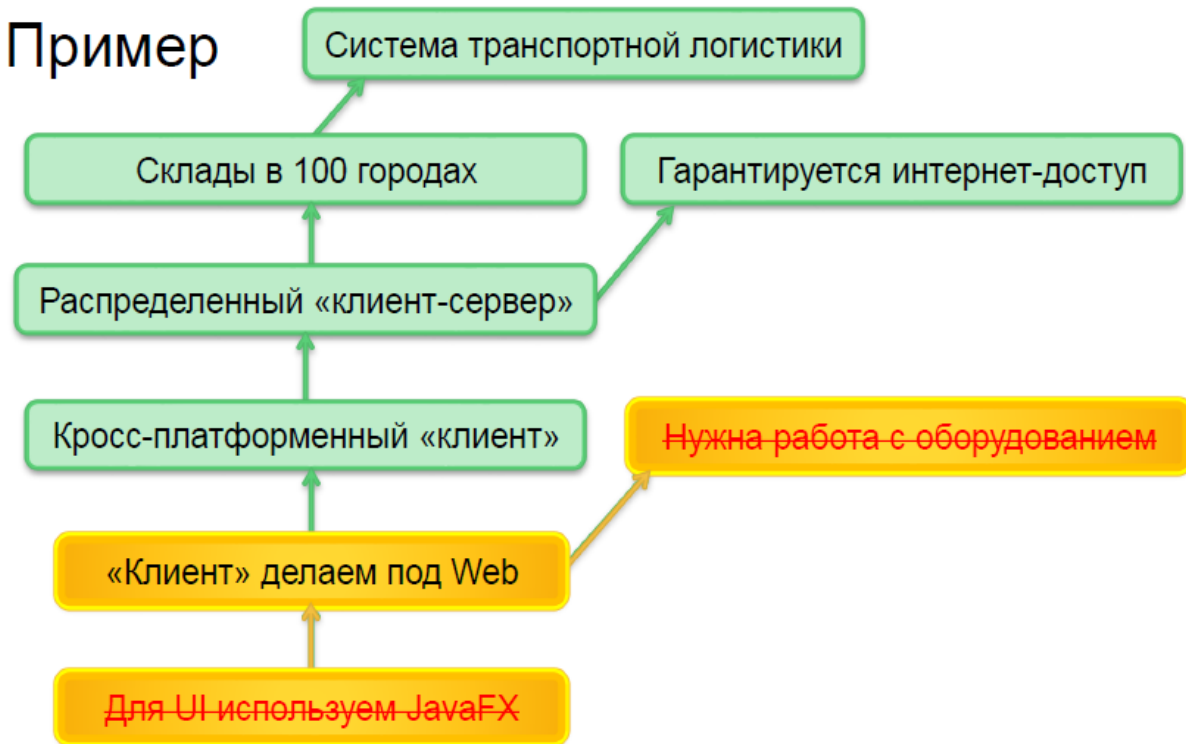 Пример
Система транспортной логистики
Склады в 100 городах
Гарантируется интернет-доступ
Распределенный «клиент-сервер»
Кросс-платформенный «клиент»
Нужна работа с оборудованием
«Клиент» делаем под Web
Для UI используем JavaFX